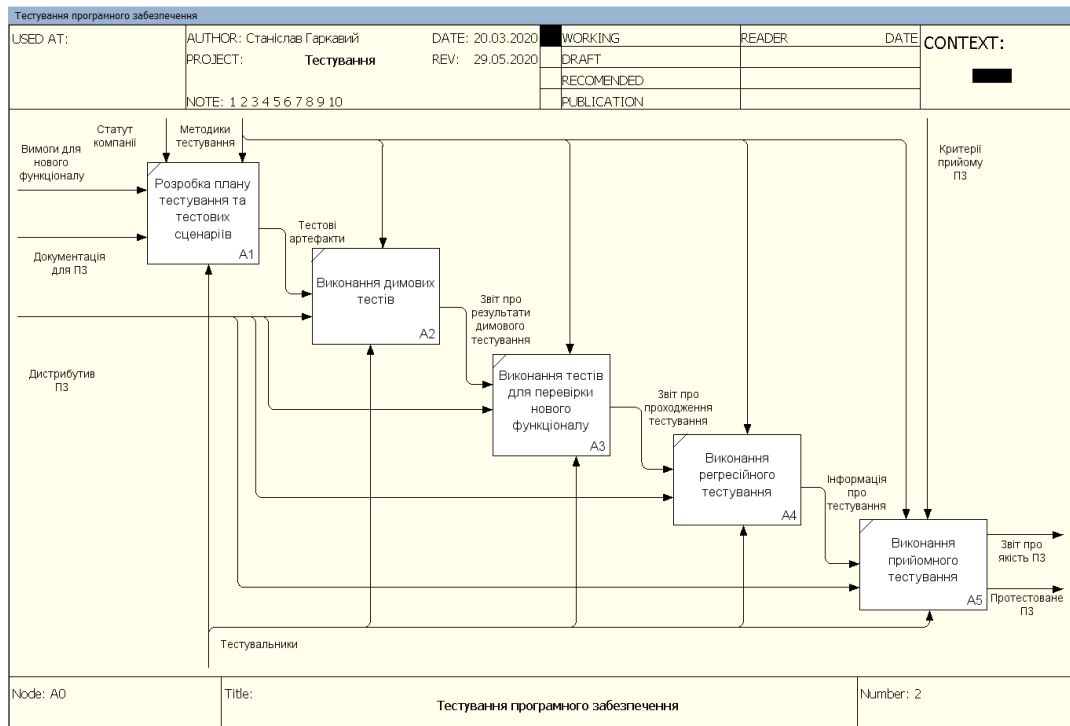 Тестування програмного забезпечення
USED AT:
AUTHOR: Станіслав Гаркавий
DATE: 20.03.2020
PROJECT: Тестування
REV: 29.05.2020
NOTE: 1 2 3 4 5 6 7 8 9 10
WORKING
DRAFT
RECOMENDED
PUBLICATION
READER
DATE
CONTEXT:
Статут
компанії
Методики
тестування
Вимоги для
нового
функціоналу
Критерії
прийому
ПЗ
Розробка плану
тестування та
тестових
сценаріїв
A1
Тестові
артефакти
Документація
для ПЗ
Виконання димових
тестів
A2
Звіт про
результати
димового
тестування
Дистрибутив
ПЗ
Виконання тестів
для перевірки
нового
функціоналу
A3
Звіт про
проходження
тестування
Виконання
регресійного
тестування
A4
Інформація
про
тестування
Виконання
прийомного
тестування
A5
Звіт про
якість ПЗ
Протестоване
ПЗ
Тестувальники
Node: A0
Title:
Тестування програмного забезпечення
Number: 2